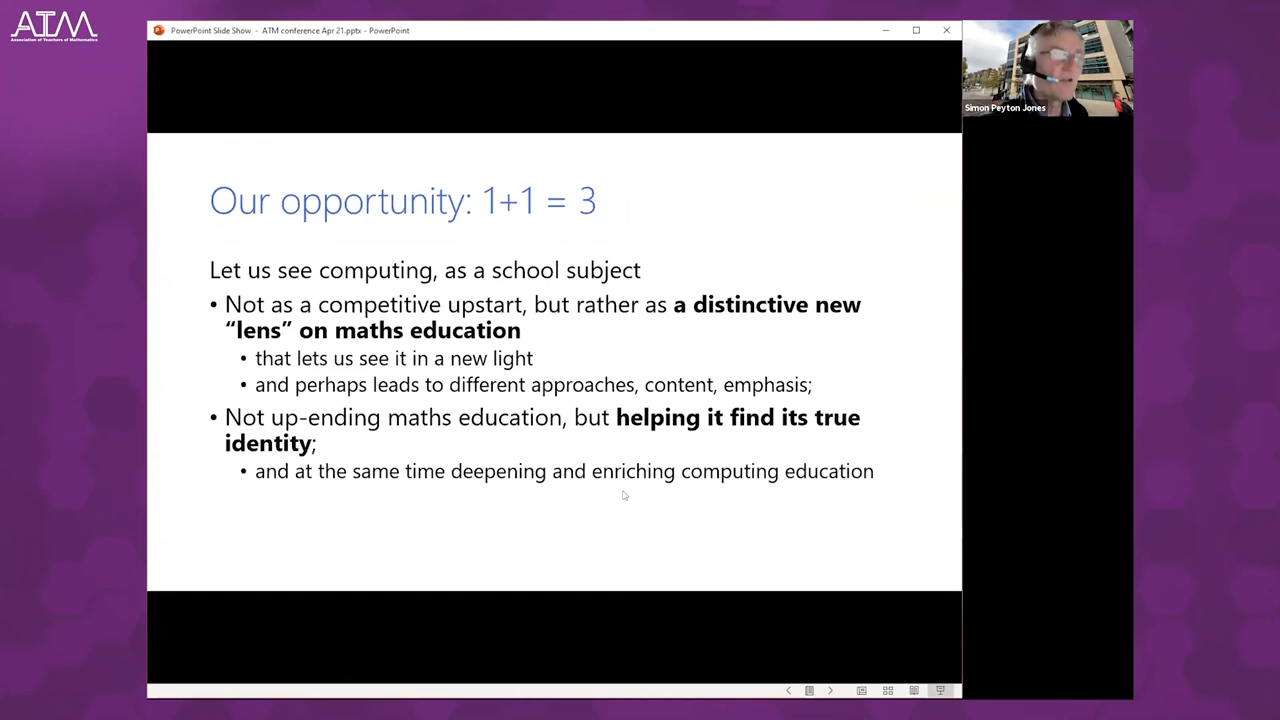 ATM
Association of Teachers of Mathematics
PowerPoint Slide Show - ATM conference Apr 21.pptx - PowerPoint
Simon Peyton Jones
Our opportunity: 1+1 = 3
Let us see computing, as a school subject
• Not as a competitive upstart, but rather as a distinctive new
“lens” on maths education
• that lets us see it in a new light
• and perhaps leads to different approaches, content, emphasis;
• Not up-ending maths education, but helping it find its true
identity;
• and at the same time deepening and enriching computing education